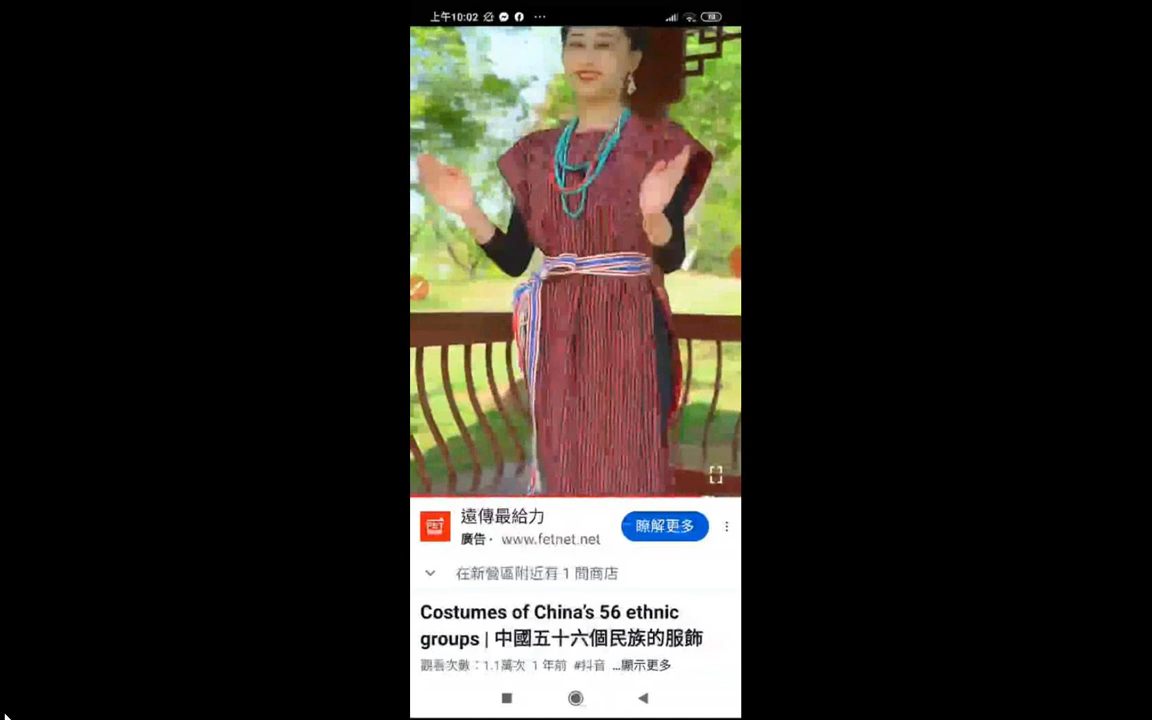 上午10:02
遠傳最給力
廣告· www.fetnet.net
瞭解更多
在新營區附近有 1 間商店
Costumes of China's 56 ethnic
groups | 中國五十六個民族的服飾
觀看次數：1.1萬次 1 年前 #抖音 ...顯示更多